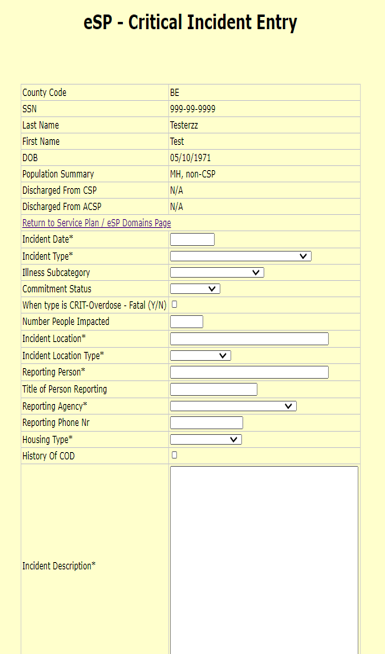 eSP - Critical Incident Entry
County Code BE
SSN 999-99-9999
Last Name Testerzz
First Name Test
DOB 05/10/1971
Population Summary MH, non-CSP
Discharged From CSP N/A
Discharged From ACSP N/A
Return to Service Plan / eSP Domains Page
Incident Date*
Incident Type*
Illness Subcategory
Commitment Status
When type is CRIT-Overdose - Fatal (Y/N)
Number People Impacted
Incident Location*
Incident Location Type*
Reporting Person*
Title of Person Reporting
Reporting Agency*
Reporting Phone Nr
Housing Type*
History Of COD
Incident Description*